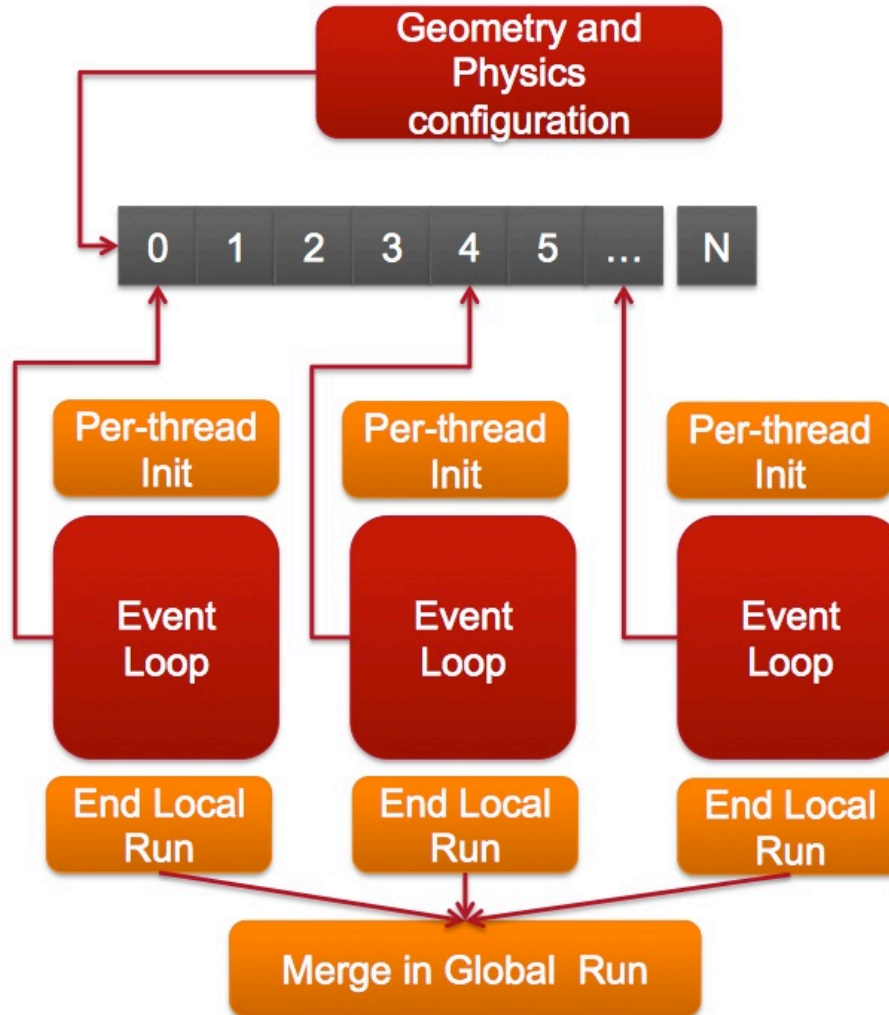 Geometry and
Physics
configuration
0 1 2 3 4 5 ... N
Per-thread
Init
Per-thread
Init
Per-thread
Init
Event
Loop
Event
Loop
Event
Loop
End Local
Run
End Local
Run
End Local
Run
Merge in Global Run